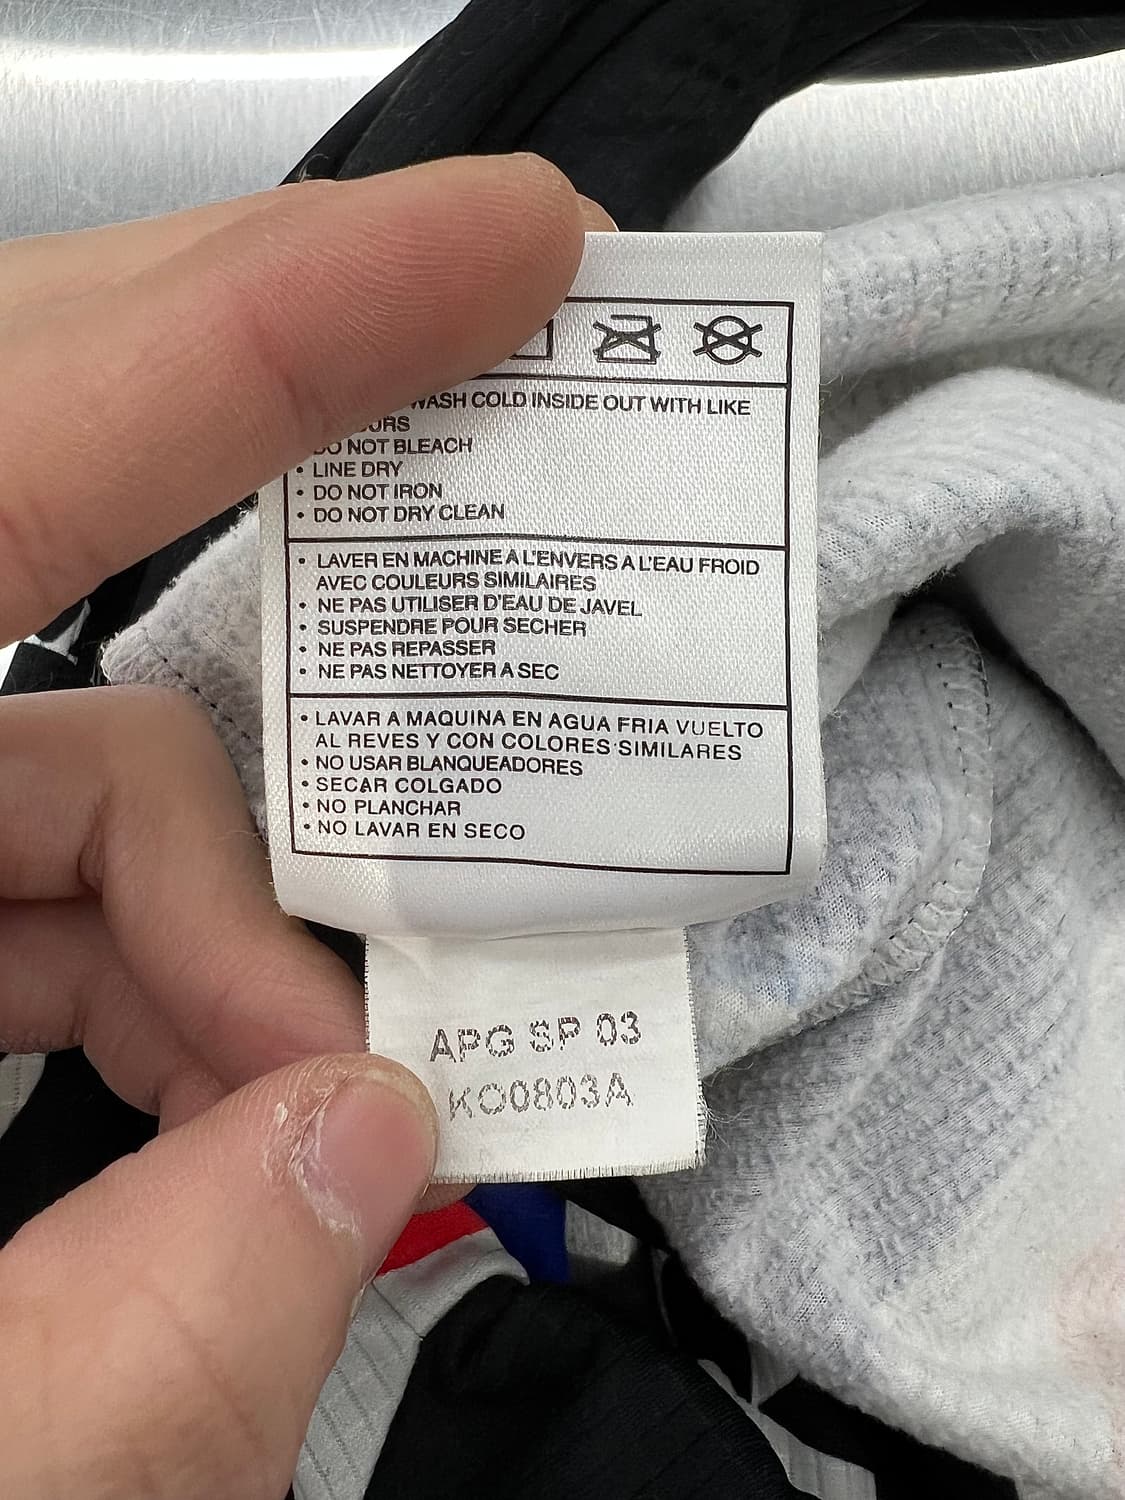 WASH COLD INSIDE OUT WITH LIKE
• DO NOT BLEACH
• LINE DRY
• DO NOT IRON
• DO NOT DRY CLEAN
• LAVER EN MACHINE A L'ENVERS A L'EAU FROID
AVEC COULEURS SIMILAIRES
• NE PAS UTILISER D'EAU DE JAVEL
• SUSPENDRE POUR SECHER
• NE PAS REPASSER
• NE PAS NETTOYER A SEC
• LAVAR A MAQUINA EN AGUA FRIA VUELTO
AL REVES Y CON COLORES SIMILARES
• NO USAR BLANQUEADORES
• SECAR COLGADO
• NO PLANCHAR
• NO LAVAR EN SECO
APG SP 03
KO0803A